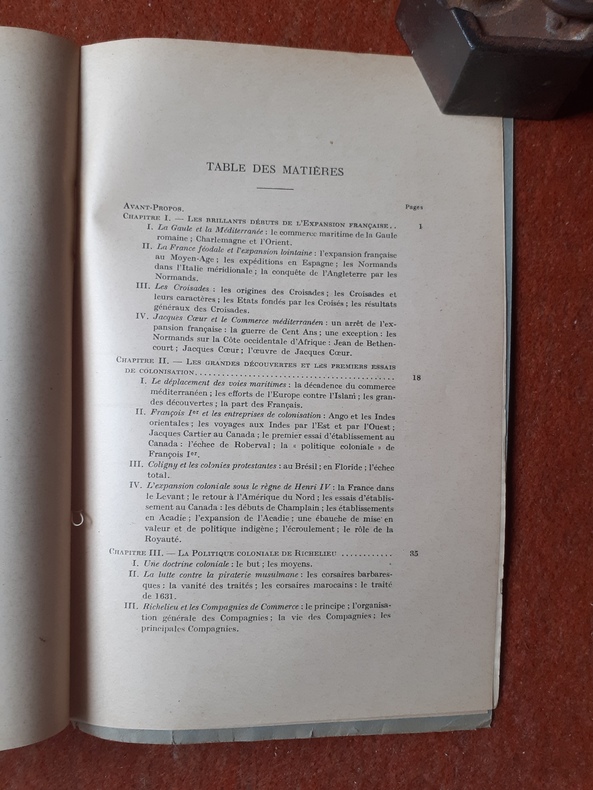 TABLE DES MATIÈRES
Pages
AVANT-PROPOS.
CHAPITRE I. — LES BRILLANTS DÉBUTS DE L'EXPANSION FRANÇAISE.. 1
I. La Gaule et la Méditerranée : le commerce maritime de la Gaule
romaine ; Charlemagne et l'Orient.
II. La France féodale et l'expansion lointaine : l'expansion française
au Moyen-Age ; les expéditions en Espagne ; les Normands
dans l'Italie méridionale ; la conquête de l'Angleterre par les
Normands.
III. Les Croisades : les origines des Croisades ; les Croisades et
leurs caractères ; les Etats fondés par les Croisés ; les résultats
généraux des Croisades.
IV. Jacques Cœur et le Commerce méditerranéen : un arrêt de l'ex-
pansion française : la guerre de Cent Ans ; une exception : les
Normands sur la Côte occidentale d'Afrique : Jean de Bethen-
court ; Jacques Cœur ; l'œuvre de Jacques Cœur.
CHAPITRE II. — LES GRANDES DÉCOUVERTES ET LES PREMIERS ESSAIS
DE COLONISATION............................................. 18
I. Le déplacement des voies maritimes : la décadence du commerce
méditerranéen ; les efforts de l'Europe contre l'Islam ; les gran-
des découvertes ; la part des Français.
II. François Ier et les entreprises de colonisation : Ango et les Indes
orientales ; les voyages aux Indes par l'Est et par l'Ouest ;
Jacques Cartier au Canada ; le premier essai d'établissement au
Canada : l'échec de Roberval ; la « politique coloniale » de
François Ier.
III. Coligny et les colonies protestantes : au Brésil ; en Floride ; l'échec
total.
IV. L'expansion coloniale sous le règne de Henri IV : la France dans
le Levant ; le retour à l'Amérique du Nord ; les essais d'établis-
sement au Canada : les débuts de Champlain ; les établissements
en Acadie ; l'expansion de l'Acadie ; une ébauche de mise en
valeur et de politique indigène ; l'écroulement ; le rôle de la
Royauté.
CHAPITRE III. — LA POLITIQUE COLONIALE DE RICHELIEU ............ 35
I. Une doctrine coloniale : le but ; les moyens.
II. La lutte contre la piraterie musulmane : les corsaires barbares-
ques : la vanité des traités ; les corsaires marocains : le traité
de 1631.
III. Richelieu et les Compagnies de Commerce : le principe ; l'organisa-
tion générale des Compagnies ; la vie des Compagnies ; les
principales Compagnies.